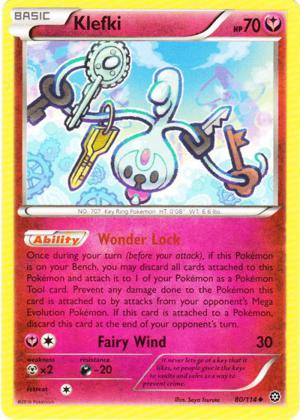 BASIC
Klefki
HP70
NO. 707 Key Ring Pokémon HT: 0'08" WT: 6.6 lbs.
Ability Wonder Lock
Once during your turn (before your attack), if this Pokémon
is on your Bench, you may discard all cards attached to this
Pokémon and attach it to 1 of your Pokémon as a Pokémon
Tool card. Prevent any damage done to the Pokémon this
card is attached to by attacks from your opponent's Mega
Evolution Pokémon. If this card is attached to a Pokémon,
discard this card at the end of your opponent's turn.
Fairy Wind 30
weakness
×2
resistance
-20
It never lets go of a key that it likes,
so people give it the keys to
vaults and safes as a way to
prevent crime.
retreat
©2016 Pokémon
Illus. Saya Tsuruta
80/114